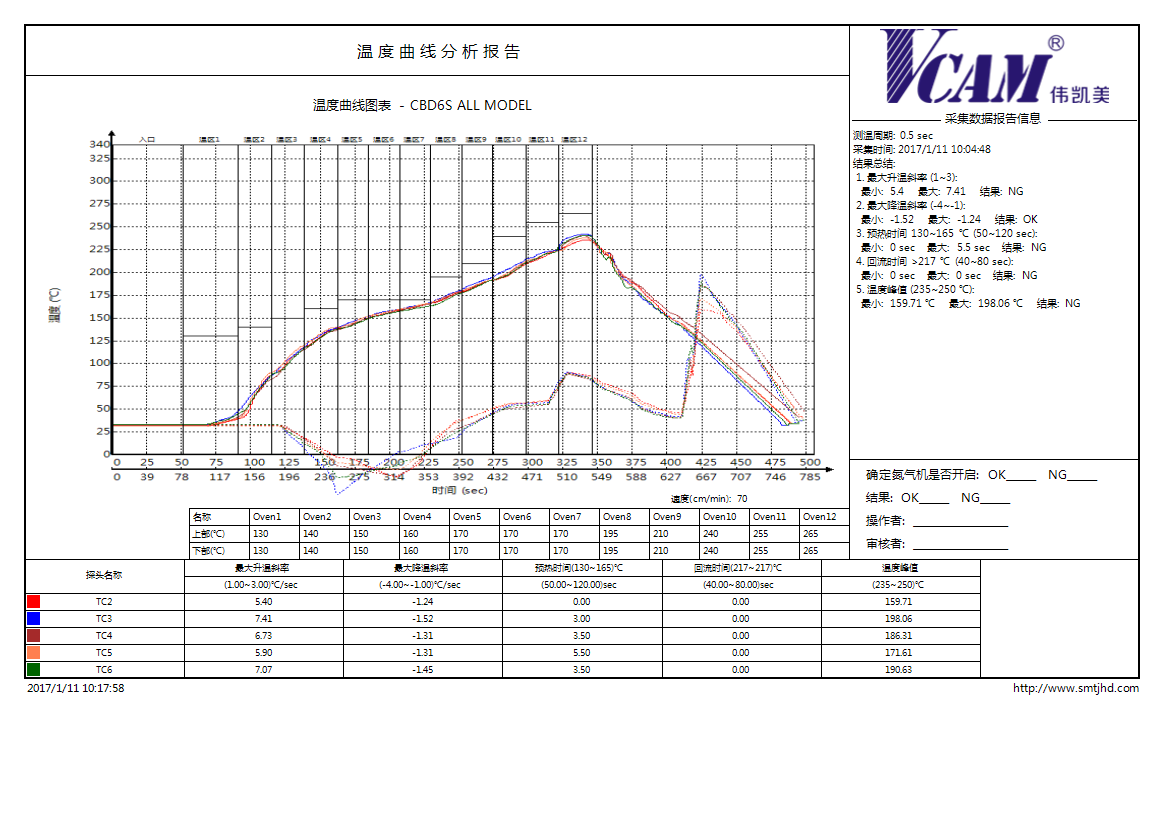 温度曲线分析报告
VCAM®
伟凯美
温度曲线图表 - CBD6S ALL MODEL
采集数据报告信息
测温周期: 0.5 sec
采集时间: 2017/1/11 10:04:48
结果总结:
1. 最大升温斜率 (1~3):
最小: 5.4 最大: 7.41 结果: NG
2. 最大降温斜率 (-4~-1):
最小: -1.52 最大: -1.24 结果: OK
3. 预热时间 130~165 ℃ (50~120 sec):
最小: 0 sec 最大: 5.5 sec 结果: NG
4. 回流时间 >217 ℃ (40~80 sec):
最小: 0 sec 最大: 0 sec 结果: NG
5. 温度峰值 (235~250 ℃):
最小: 159.71 ℃ 最大: 198.06 ℃ 结果: NG
入口 温区1 温区2 温区3 温区4 温区5 温区6 温区7 温区8 温区9 温区10 温区11 温区12
340
325
300
275
250
225
200
175
150
125
100
75
50
25
0
温度 (℃)
0 25 50 75 100 125 150 175 200 225 250 275 300 325 350 375 400 425 450 475 500
0 39 78 117 156 196 236 275 314 353 392 432 471 510 549 588 627 667 707 746 785
时间 (sec)
速度(cm/min): 70
名称 Oven1 Oven2 Oven3 Oven4 Oven5 Oven6 Oven7 Oven8 Oven9 Oven10 Oven11 Oven12
上部(℃) 130 140 150 160 170 170 170 195 210 240 255 265
下部(℃) 130 140 150 160 170 170 170 195 210 240 255 265
确定氮气机是否开启: OK_____ NG_____
结果: OK_____ NG_____
操作者: ________________
审核者: ________________
探头名称 最大升温斜率 最大降温斜率 预热时间(130~165)℃ 回流时间(217~217)℃ 温度峰值
(1.00~3.00)℃/sec (-4.00~-1.00)℃/sec (50.00~120.00)sec (40.00~80.00)sec (235~250)℃
TC2 5.40 -1.24 0.00 0.00 159.71
TC3 7.41 -1.52 3.00 0.00 198.06
TC4 6.73 -1.31 3.50 0.00 186.31
TC5 5.90 -1.31 5.50 0.00 171.61
TC6 7.07 -1.45 3.50 0.00 190.63
2017/1/11 10:17:58
http://www.smtjhd.com